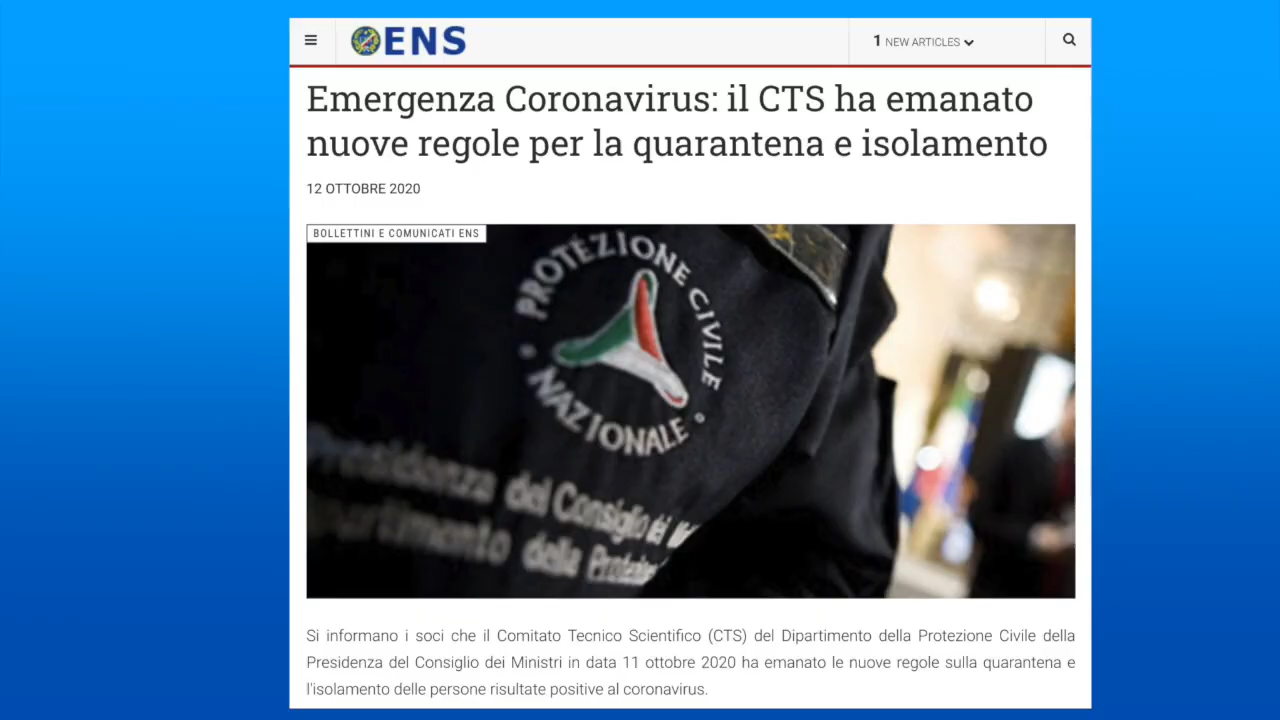 ENS
1 NEW ARTICLES
Emergenza Coronavirus: il CTS ha emanato
nuove regole per la quarantena e isolamento
12 OTTOBRE 2020
BOLLETTINI E COMUNICATI ENS
PROTEZIONE CIVILE
NAZIONALE
Presidenza del Consiglio dei
della
Si informano i soci che il Comitato Tecnico Scientifico (CTS) del Dipartimento della Protezione Civile della
Presidenza del Consiglio dei Ministri in data 11 ottobre 2020 ha emanato le nuove regole sulla quarantena e
l'isolamento delle persone risultate positive al coronavirus.